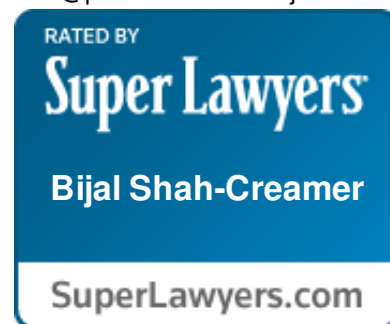 RATED BY
Super Lawyers
Bijal Shah-Creamer
SuperLawyers.com